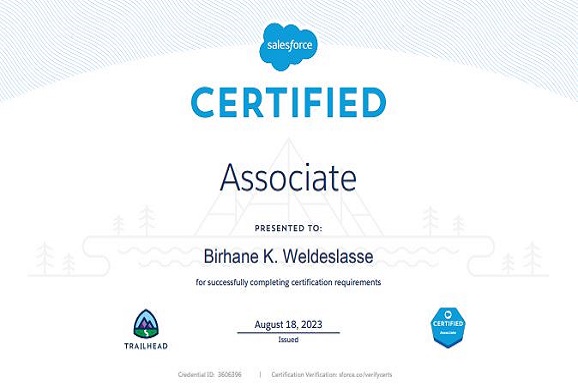 salesforce
CERTIFIED
Associate
PRESENTED TO:
Birhane K. Weldeslasse
for successfully completing certification requirements
August 18, 2023
Issued
TRAILHEAD
CERTIFIED
Associate
Credential ID: 3606396 | Certification Verification: sforce.co/verifycerts